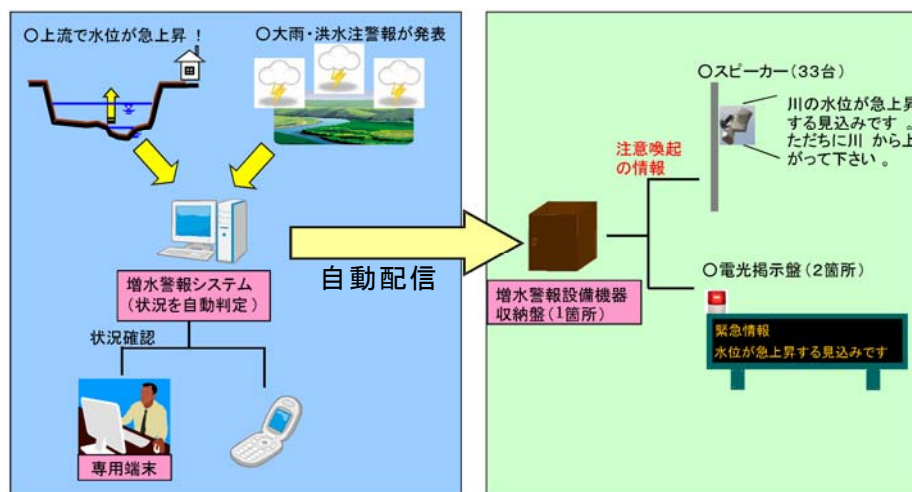 ○上流で水位が急上昇！
○大雨・洪水注警報が発表
増水警報システム
(状況を自動判定)
状況確認
専用端末
自動配信
増水警報設備機器
収納盤(1箇所)
注意喚起
の情報
○スピーカー(33台)
川の水位が急上昇
する見込みです 。
ただちに川 から上
がって下さい 。
○電光掲示盤(2箇所)
緊急情報
水位が急上昇する見込みです